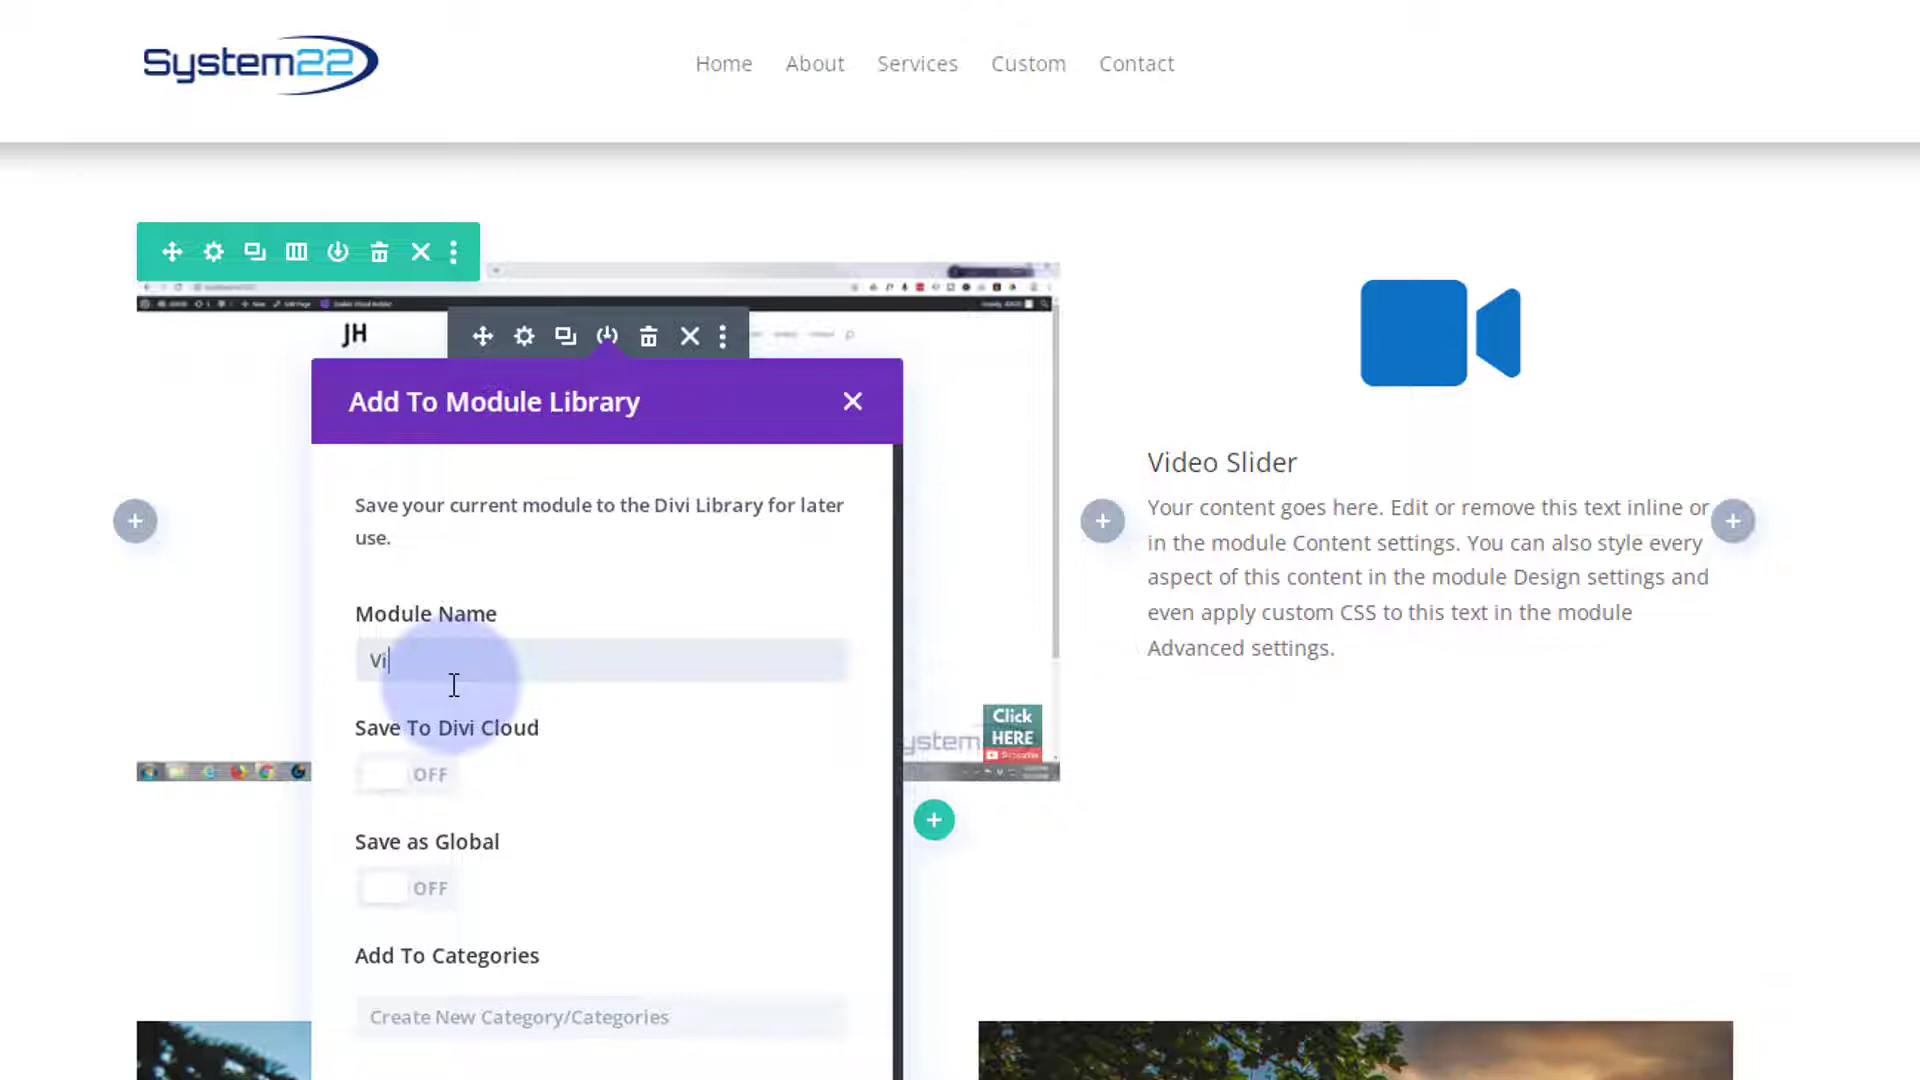 System22
Home About Services Custom Contact
JH
Add To Module Library
Save your current module to the Divi Library for later
use.
Module Name
Vi
Save To Divi Cloud
OFF
Save as Global
OFF
Add To Categories
Create New Category/Categories
Video Slider
Your content goes here. Edit or remove this text inline or
in the module Content settings. You can also style every
aspect of this content in the module Design settings and
even apply custom CSS to this text in the module
Advanced settings.
ystem
Click
HERE